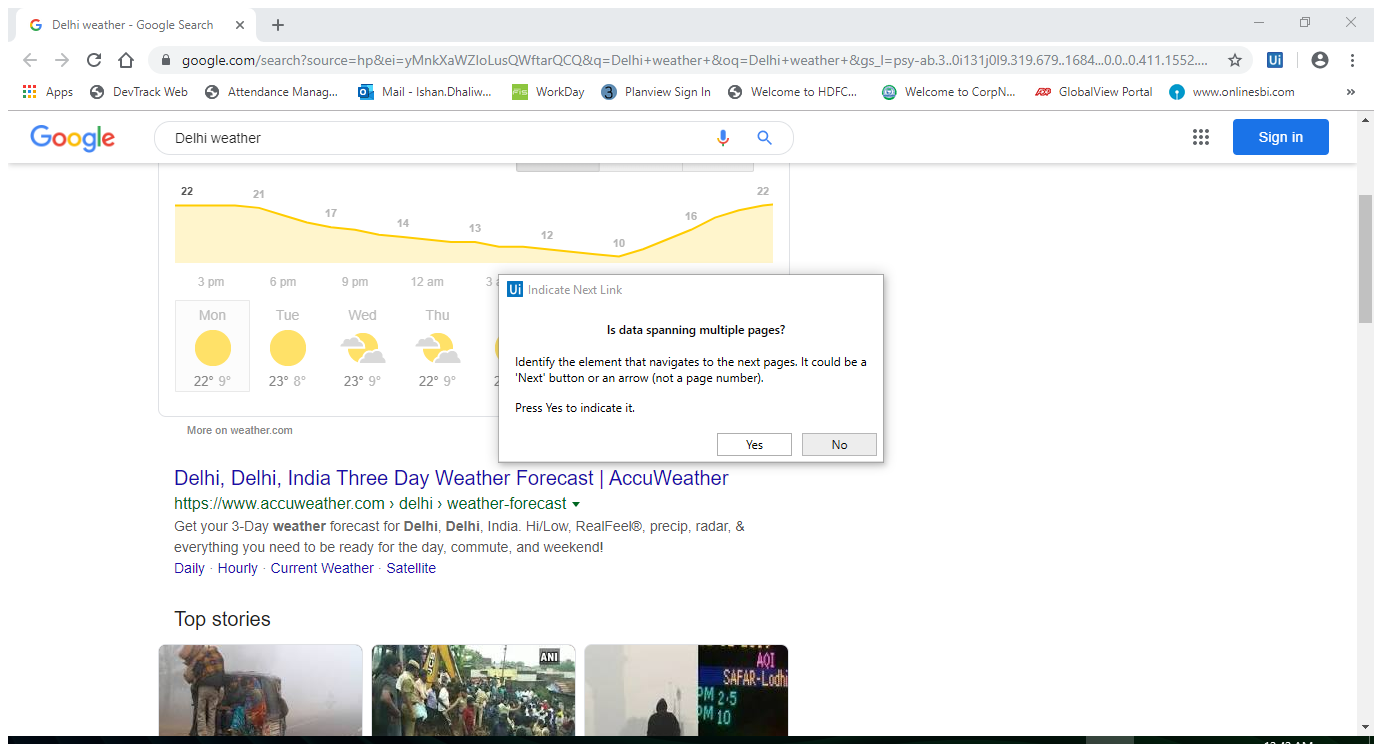 Delhi weather - Google Search
google.com/search?source=hp&ei=yMnkXaWZIoLusQWftarQCQ&q=Delhi+weather+&oq=Delhi+weather+&gs_l=psy-ab.3..0i131j0l9.319.679..1684...0.0..0.411.1552....
Ui
Apps
DevTrack Web
Attendance Manag...
Mail - Ishan.Dhaliw...
WorkDay
Planview Sign In
Welcome to HDFC...
Welcome to CorpN...
GlobalView Portal
www.onlinesbi.com
»
Google
Delhi weather
Sign in
22
21
17
14
13
12
10
16
22
3 pm
6 pm
9 pm
12 am
3 a
Mon
Tue
Wed
Thu
22° 9°
23° 8°
23° 9°
22° 9°
2
Ui Indicate Next Link
Is data spanning multiple pages?
Identify the element that navigates to the next pages. It could be a
'Next' button or an arrow (not a page number).
Press Yes to indicate it.
Yes
No
More on weather.com
Delhi, Delhi, India Three Day Weather Forecast | AccuWeather
https://www.accuweather.com › delhi › weather-forecast
Get your 3-Day weather forecast for Delhi, Delhi, India. Hi/Low, RealFeel®, precip, radar, &
everything you need to be ready for the day, commute, and weekend!
Daily · Hourly · Current Weather · Satellite
Top stories
ANI
AQI
SAFAR-Lodhi
PM 2.5
PM 10